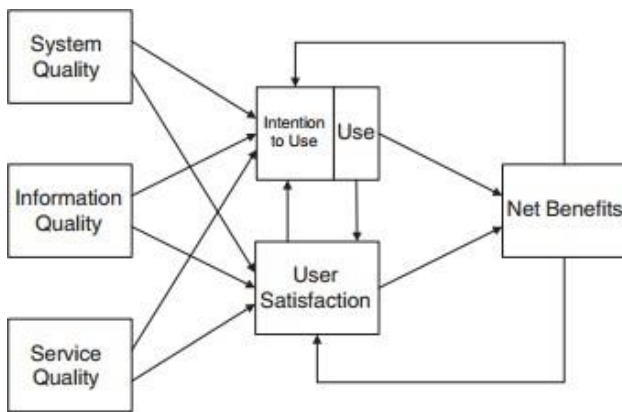 System
Quality
Intention
to Use
Use
Information
Quality
Net Benefits
User
Satisfaction
Service
Quality